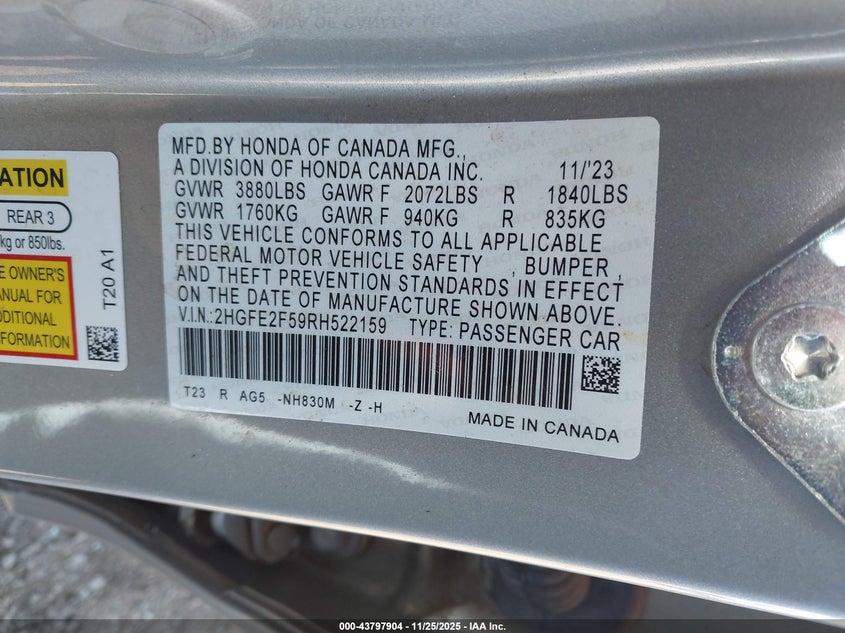 ATION
REAR 3
kg or 850lbs.
E OWNER'S
ANUAL FOR
DDITIONAL
FORMATION
T20 A1
MFD.BY HONDA OF CANADA MFG.,
A DIVISION OF HONDA CANADA INC. 11/'23
GVWR 3880LBS GAWR F 2072LBS R 1840LBS
GVWR 1760KG GAWR F 940KG R 835KG
THIS VEHICLE CONFORMS TO ALL APPLICABLE
FEDERAL MOTOR VEHICLE SAFETY , BUMPER ,
AND THEFT PREVENTION STANDARDS IN EFFECT
ON THE DATE OF MANUFACTURE SHOWN ABOVE.
V.I.N.:2HGFE2F59RH522159 TYPE: PASSENGER CAR
T23 R AG5 -NH830M -Z -H
MADE IN CANADA
000-43797904 - 11/25/2025 - IAA Inc.